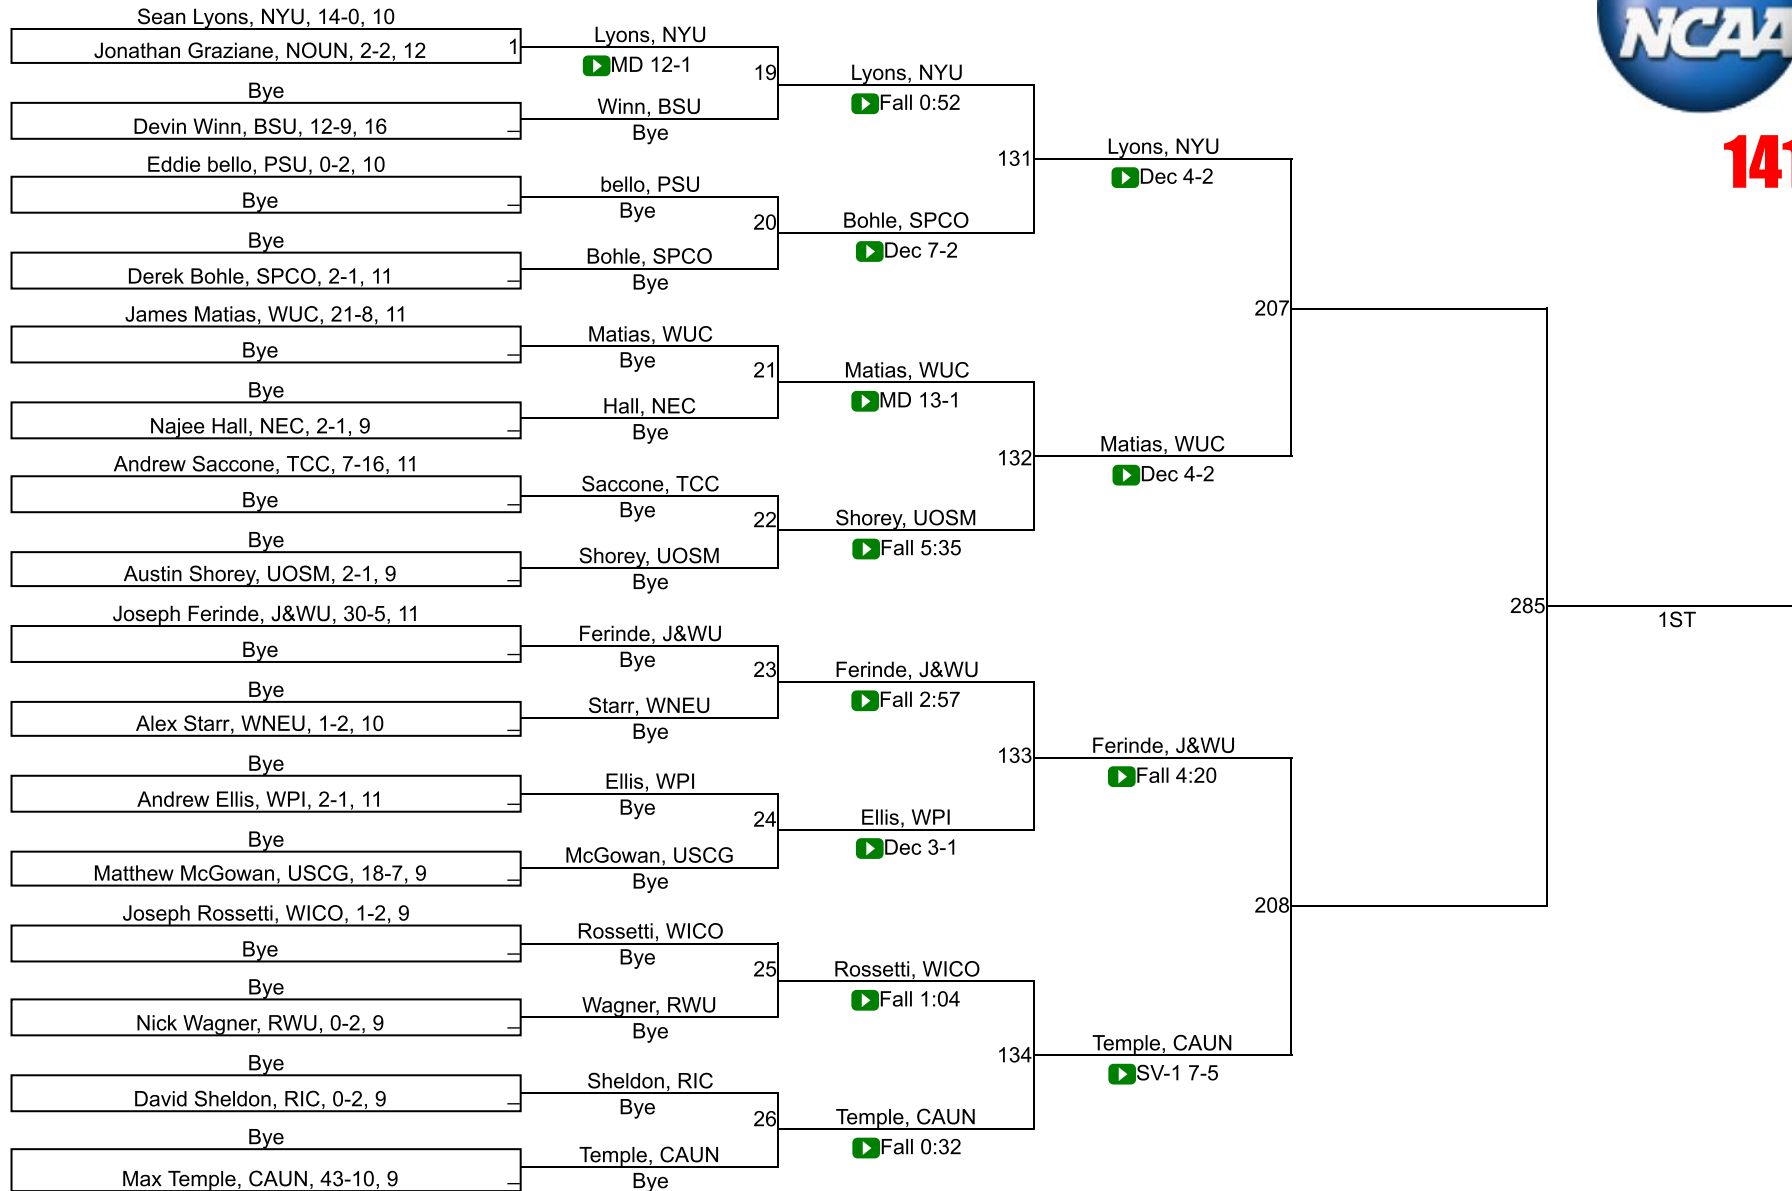 Sean Lyons, NYU, 14-0, 10
Jonathan Graziane, NOUN, 2-2, 12
1
Bye
Devin Winn, BSU, 12-9, 16
Eddie bello, PSU, 0-2, 10
Bye
Bye
Derek Bohle, SPCO, 2-1, 11
James Matias, WUC, 21-8, 11
Bye
Bye
Najee Hall, NEC, 2-1, 9
Andrew Saccone, TCC, 7-16, 11
Bye
Bye
Austin Shorey, UOSM, 2-1, 9
Joseph Ferinde, J&WU, 30-5, 11
Bye
Bye
Alex Starr, WNEU, 1-2, 10
Bye
Andrew Ellis, WPI, 2-1, 11
Bye
Matthew McGowan, USCG, 18-7, 9
Joseph Rossetti, WICO, 1-2, 9
Bye
Bye
Nick Wagner, RWU, 0-2, 9
Bye
David Sheldon, RIC, 0-2, 9
Bye
Max Temple, CAUN, 43-10, 9
Lyons, NYU
MD 12-1
19
Winn, BSU
Bye
bello, PSU
Bye
20
Bohle, SPCO
Bye
Matias, WUC
Bye
21
Hall, NEC
Bye
Saccone, TCC
Bye
22
Shorey, UOSM
Bye
Ferinde, J&WU
Bye
23
Starr, WNEU
Bye
Ellis, WPI
Bye
24
McGowan, USCG
Bye
Rossetti, WICO
Bye
25
Wagner, RWU
Bye
Sheldon, RIC
Bye
26
Temple, CAUN
Bye
Lyons, NYU
Fall 0:52
131
Bohle, SPCO
Dec 7-2
Matias, WUC
MD 13-1
132
Shorey, UOSM
Fall 5:35
Ferinde, J&WU
Fall 2:57
133
Ellis, WPI
Dec 3-1
Rossetti, WICO
Fall 1:04
134
Temple, CAUN
Fall 0:32
Lyons, NYU
Dec 4-2
207
Matias, WUC
Dec 4-2
Ferinde, J&WU
Fall 4:20
208
Temple, CAUN
SV-1 7-5
285
1ST
NCAA
141